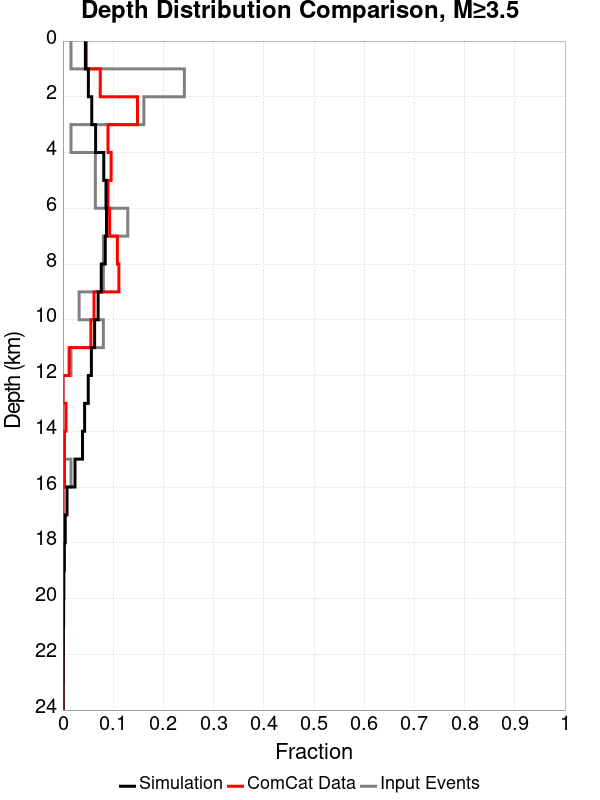 Depth Distribution Comparison, M≥3.5
0
2
4
6
8
10
12
14
16
18
20
22
24
Depth (km)
0 0.1 0.2 0.3 0.4 0.5 0.6 0.7 0.8 0.9 1
Fraction
Simulation ComCat Data Input Events